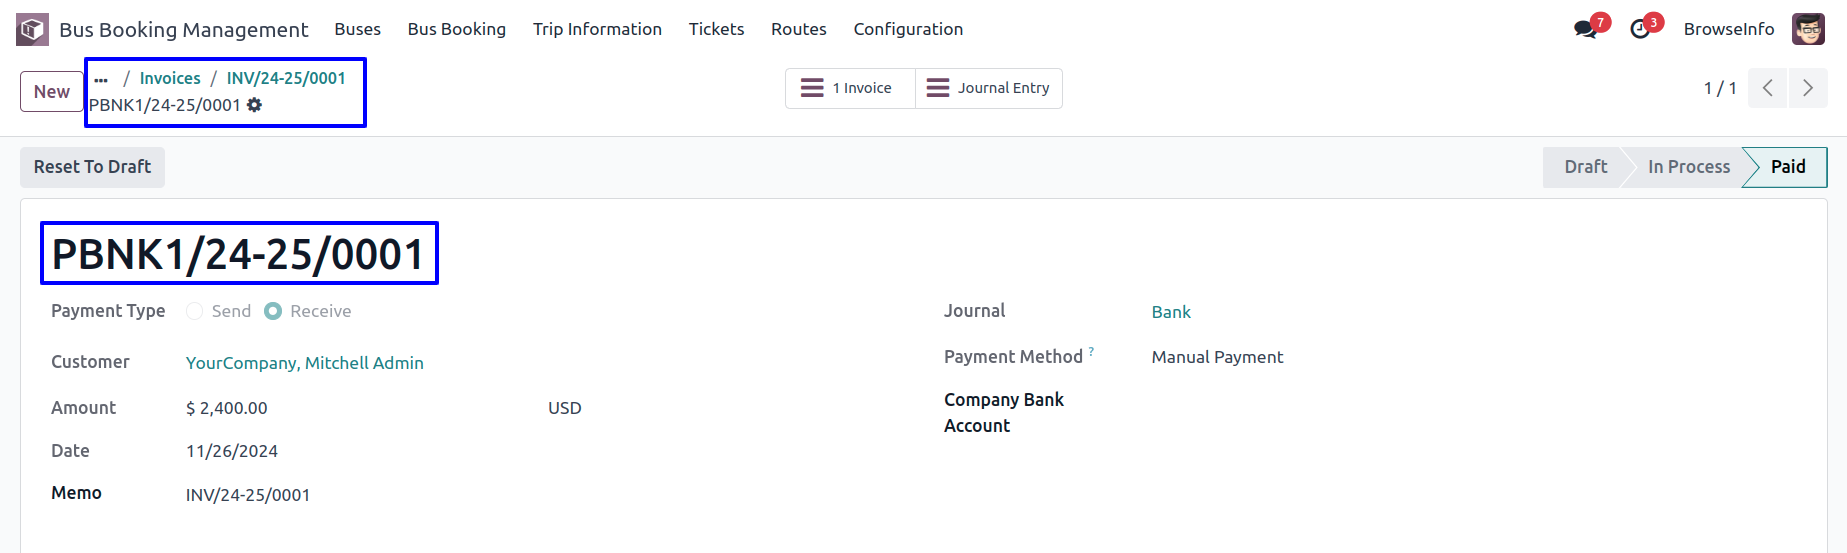 Bus Booking Management Buses Bus Booking Trip Information Tickets Routes Configuration 7 3 BrowseInfo
New ... / Invoices / INV/24-25/0001
PBNK1/24-25/0001
1 Invoice Journal Entry 1 / 1
Reset To Draft Draft In Process Paid
PBNK1/24-25/0001
Payment Type Send Receive
Customer YourCompany, Mitchell Admin
Amount $ 2,400.00 USD
Date 11/26/2024
Memo INV/24-25/0001
Journal Bank
Payment Method ? Manual Payment
Company Bank
Account